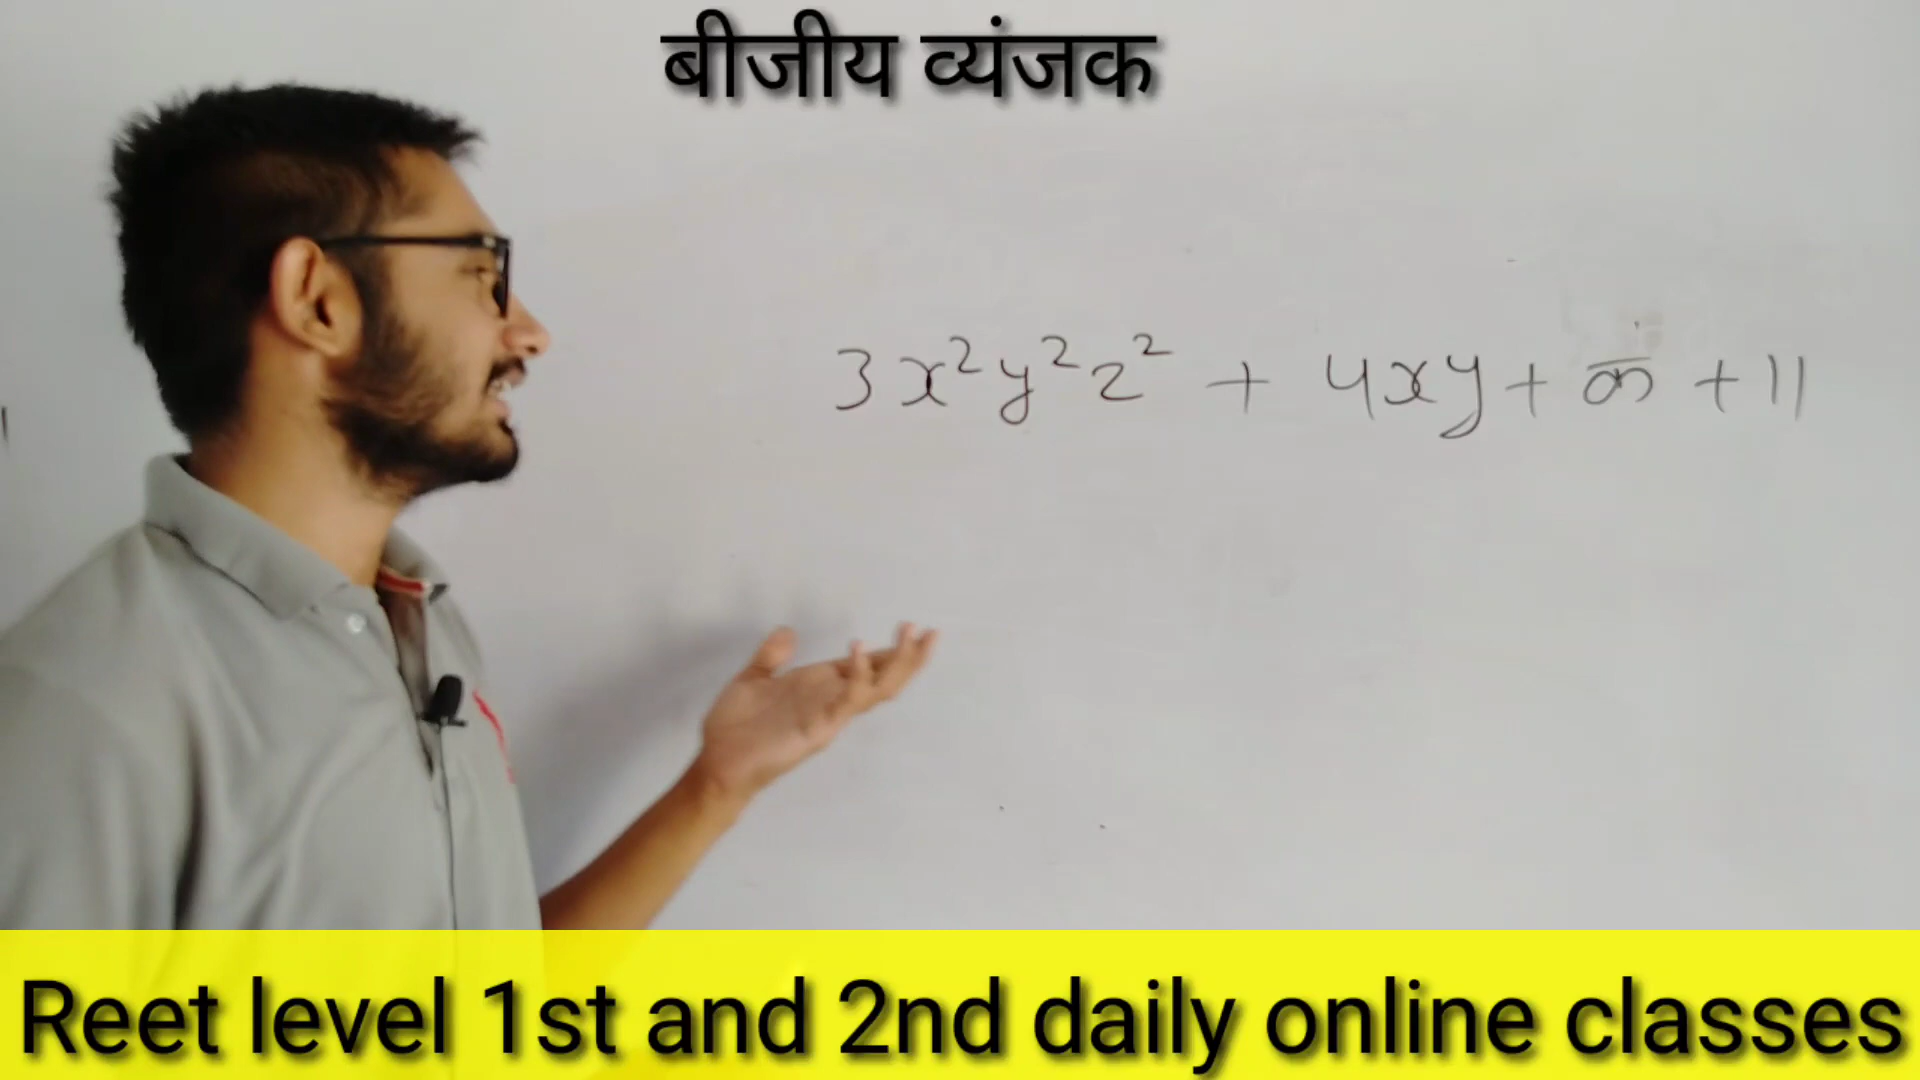 बीजीय व्यंजक
3x²y²z² + 4xy + क + 11
Reet level 1st and 2nd daily online classes